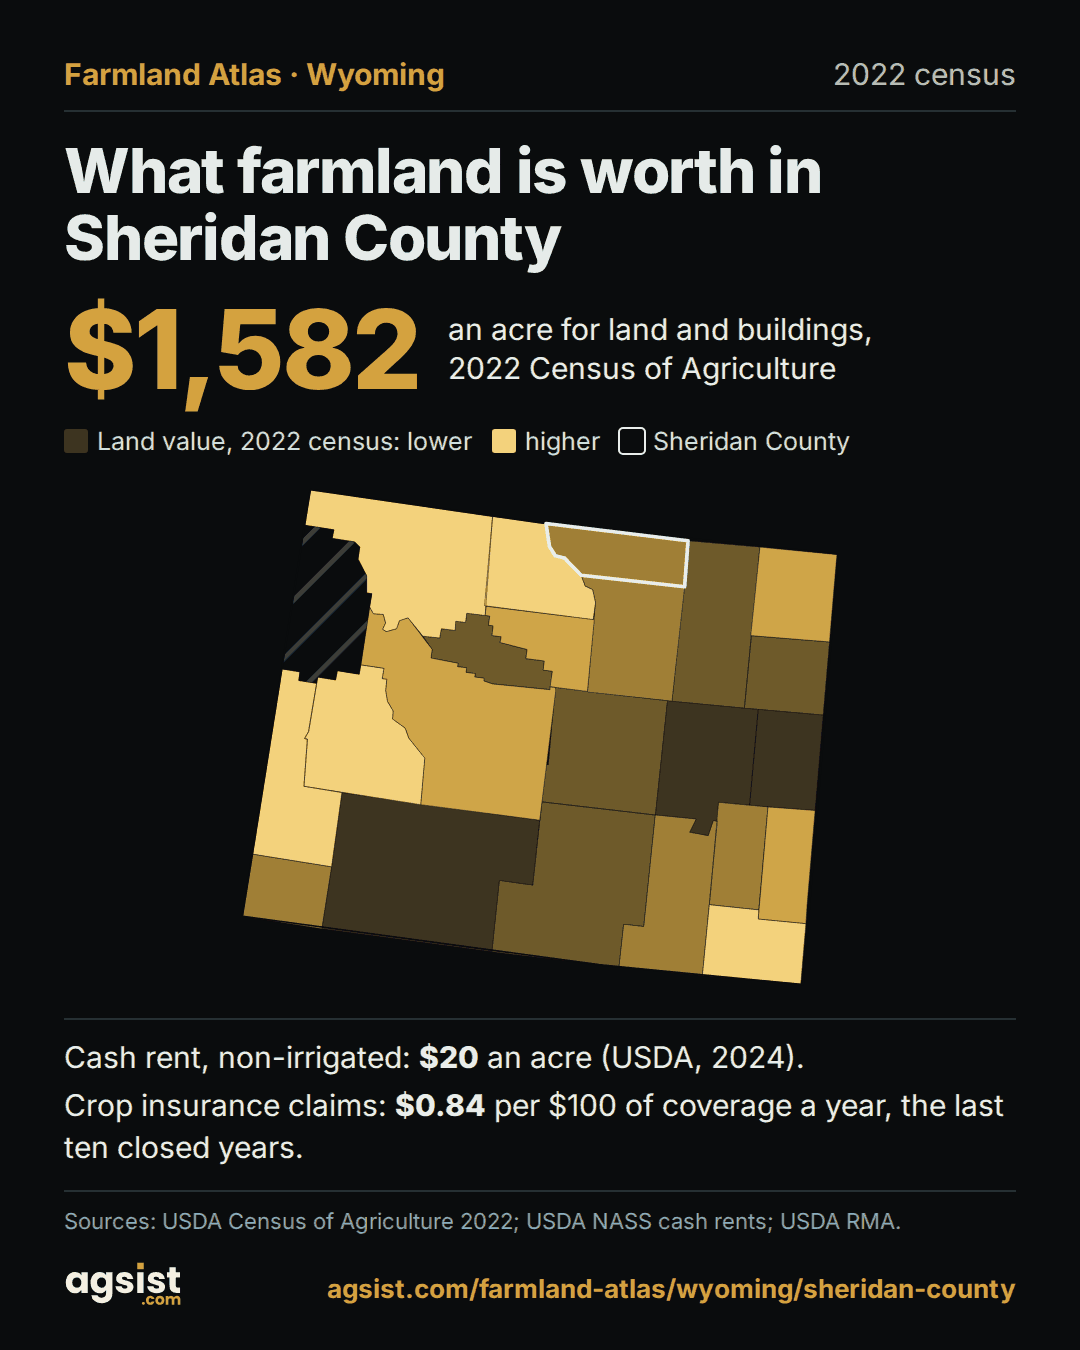 Farmland Atlas · Wyoming
2022 census
What farmland is worth in
Sheridan County
$1,582
an acre for land and buildings,
2022 Census of Agriculture
Land value, 2022 census: lower
higher
Sheridan County
Cash rent, non-irrigated: $20 an acre (USDA, 2024).
Crop insurance claims: $0.84 per $100 of coverage a year, the last
ten closed years.
Sources: USDA Census of Agriculture 2022; USDA NASS cash rents; USDA RMA.
agsist
.com
agsist.com/farmland-atlas/wyoming/sheridan-county